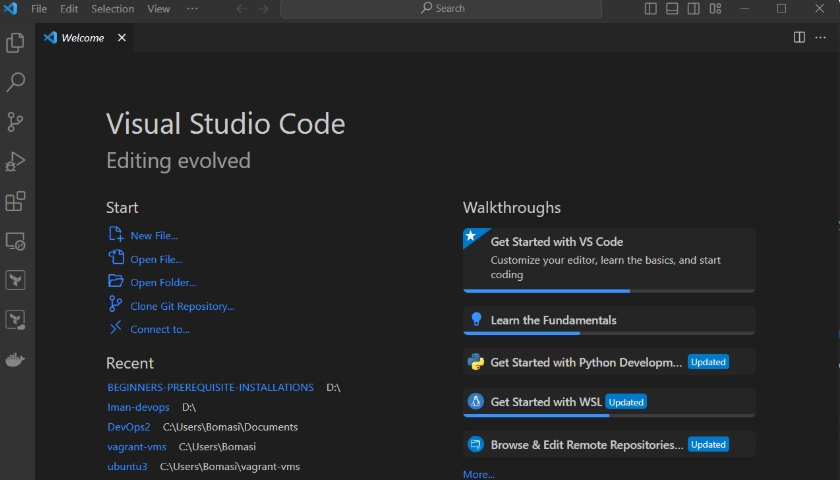 File Edit Selection View ···
Search
Welcome
Visual Studio Code
Editing evolved
Start
New File...
Open File...
Open Folder...
Clone Git Repository...
Connect to...
Recent
BEGINNERS-PREREQUISITE-INSTALLATIONS D:\
Iman-devops D:\
DevOps2 C:\Users\Bomasi\Documents
vagrant-vms C:\Users\Bomasi
ubuntu3 C:\Users\Bomasi\vagrant-vms
Walkthroughs
Get Started with VS Code
Customize your editor, learn the basics, and start
coding
Learn the Fundamentals
Get Started with Python Developm... Updated
Get Started with WSL Updated
Browse & Edit Remote Repositories... Updated
More...